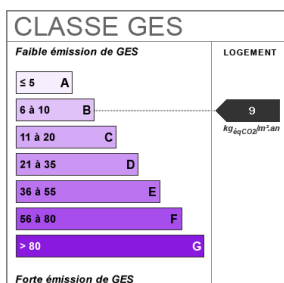 CLASSE GES
Faible émission de GES
LOGEMENT
≤ 5 A
6 à 10 B
9
kgéqCO2/m².an
11 à 20 C
21 à 35 D
36 à 55 E
56 à 80 F
> 80 G
Forte émission de GES